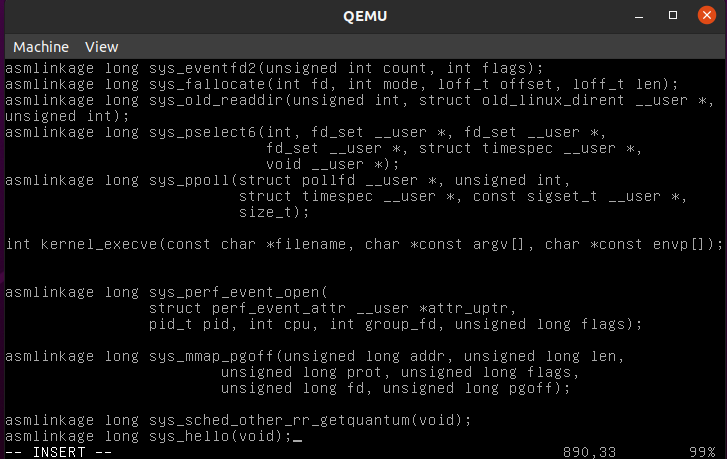 QEMU
Machine View
asmlinkage long sys_eventfd2(unsigned int count, int flags);
asmlinkage long sys_fallocate(int fd, int mode, loff_t offset, loff_t len);
asmlinkage long sys_old_readdir(unsigned int, struct old_linux_dirent __user *,
unsigned int);
asmlinkage long sys_pselect6(int, fd_set __user *, fd_set __user *,
fd_set __user *, struct timespec __user *,
void __user *);
asmlinkage long sys_ppoll(struct pollfd __user *, unsigned int,
struct timespec __user *, const sigset_t __user *,
size_t);
int kernel_execve(const char *filename, char *const argv[], char *const envp[]);
asmlinkage long sys_perf_event_open(
struct perf_event_attr __user *attr_uptr,
pid_t pid, int cpu, int group_fd, unsigned long flags);
asmlinkage long sys_mmap_pgoff(unsigned long addr, unsigned long len,
unsigned long prot, unsigned long flags,
unsigned long fd, unsigned long pgoff);
asmlinkage long sys_sched_other_rr_getquantum(void);
asmlinkage long sys_hello(void);
-- INSERT -- 890,33 99%